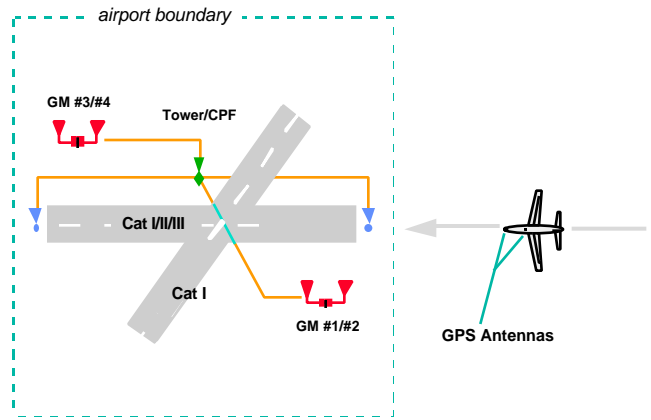 airport boundary
GM #3/#4
Tower/CPF
Cat I/II/III
Cat I
GM #1/#2
GPS Antennas